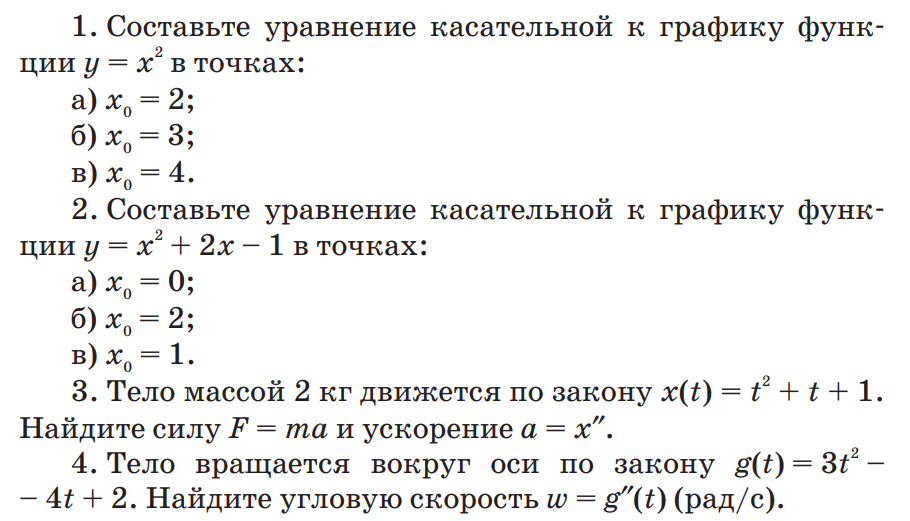 1. Составьте уравнение касательной к графику функ-
ции y = x² в точках:
а) x₀ = 2;
б) x₀ = 3;
в) x₀ = 4.
2. Составьте уравнение касательной к графику функ-
ции y = x² + 2x − 1 в точках:
а) x₀ = 0;
б) x₀ = 2;
в) x₀ = 1.
3. Тело массой 2 кг движется по закону x(t) = t² + t + 1.
Найдите силу F = ma и ускорение a = x″.
4. Тело вращается вокруг оси по закону g(t) = 3t² −
− 4t + 2. Найдите угловую скорость w = g″(t) (рад/с).